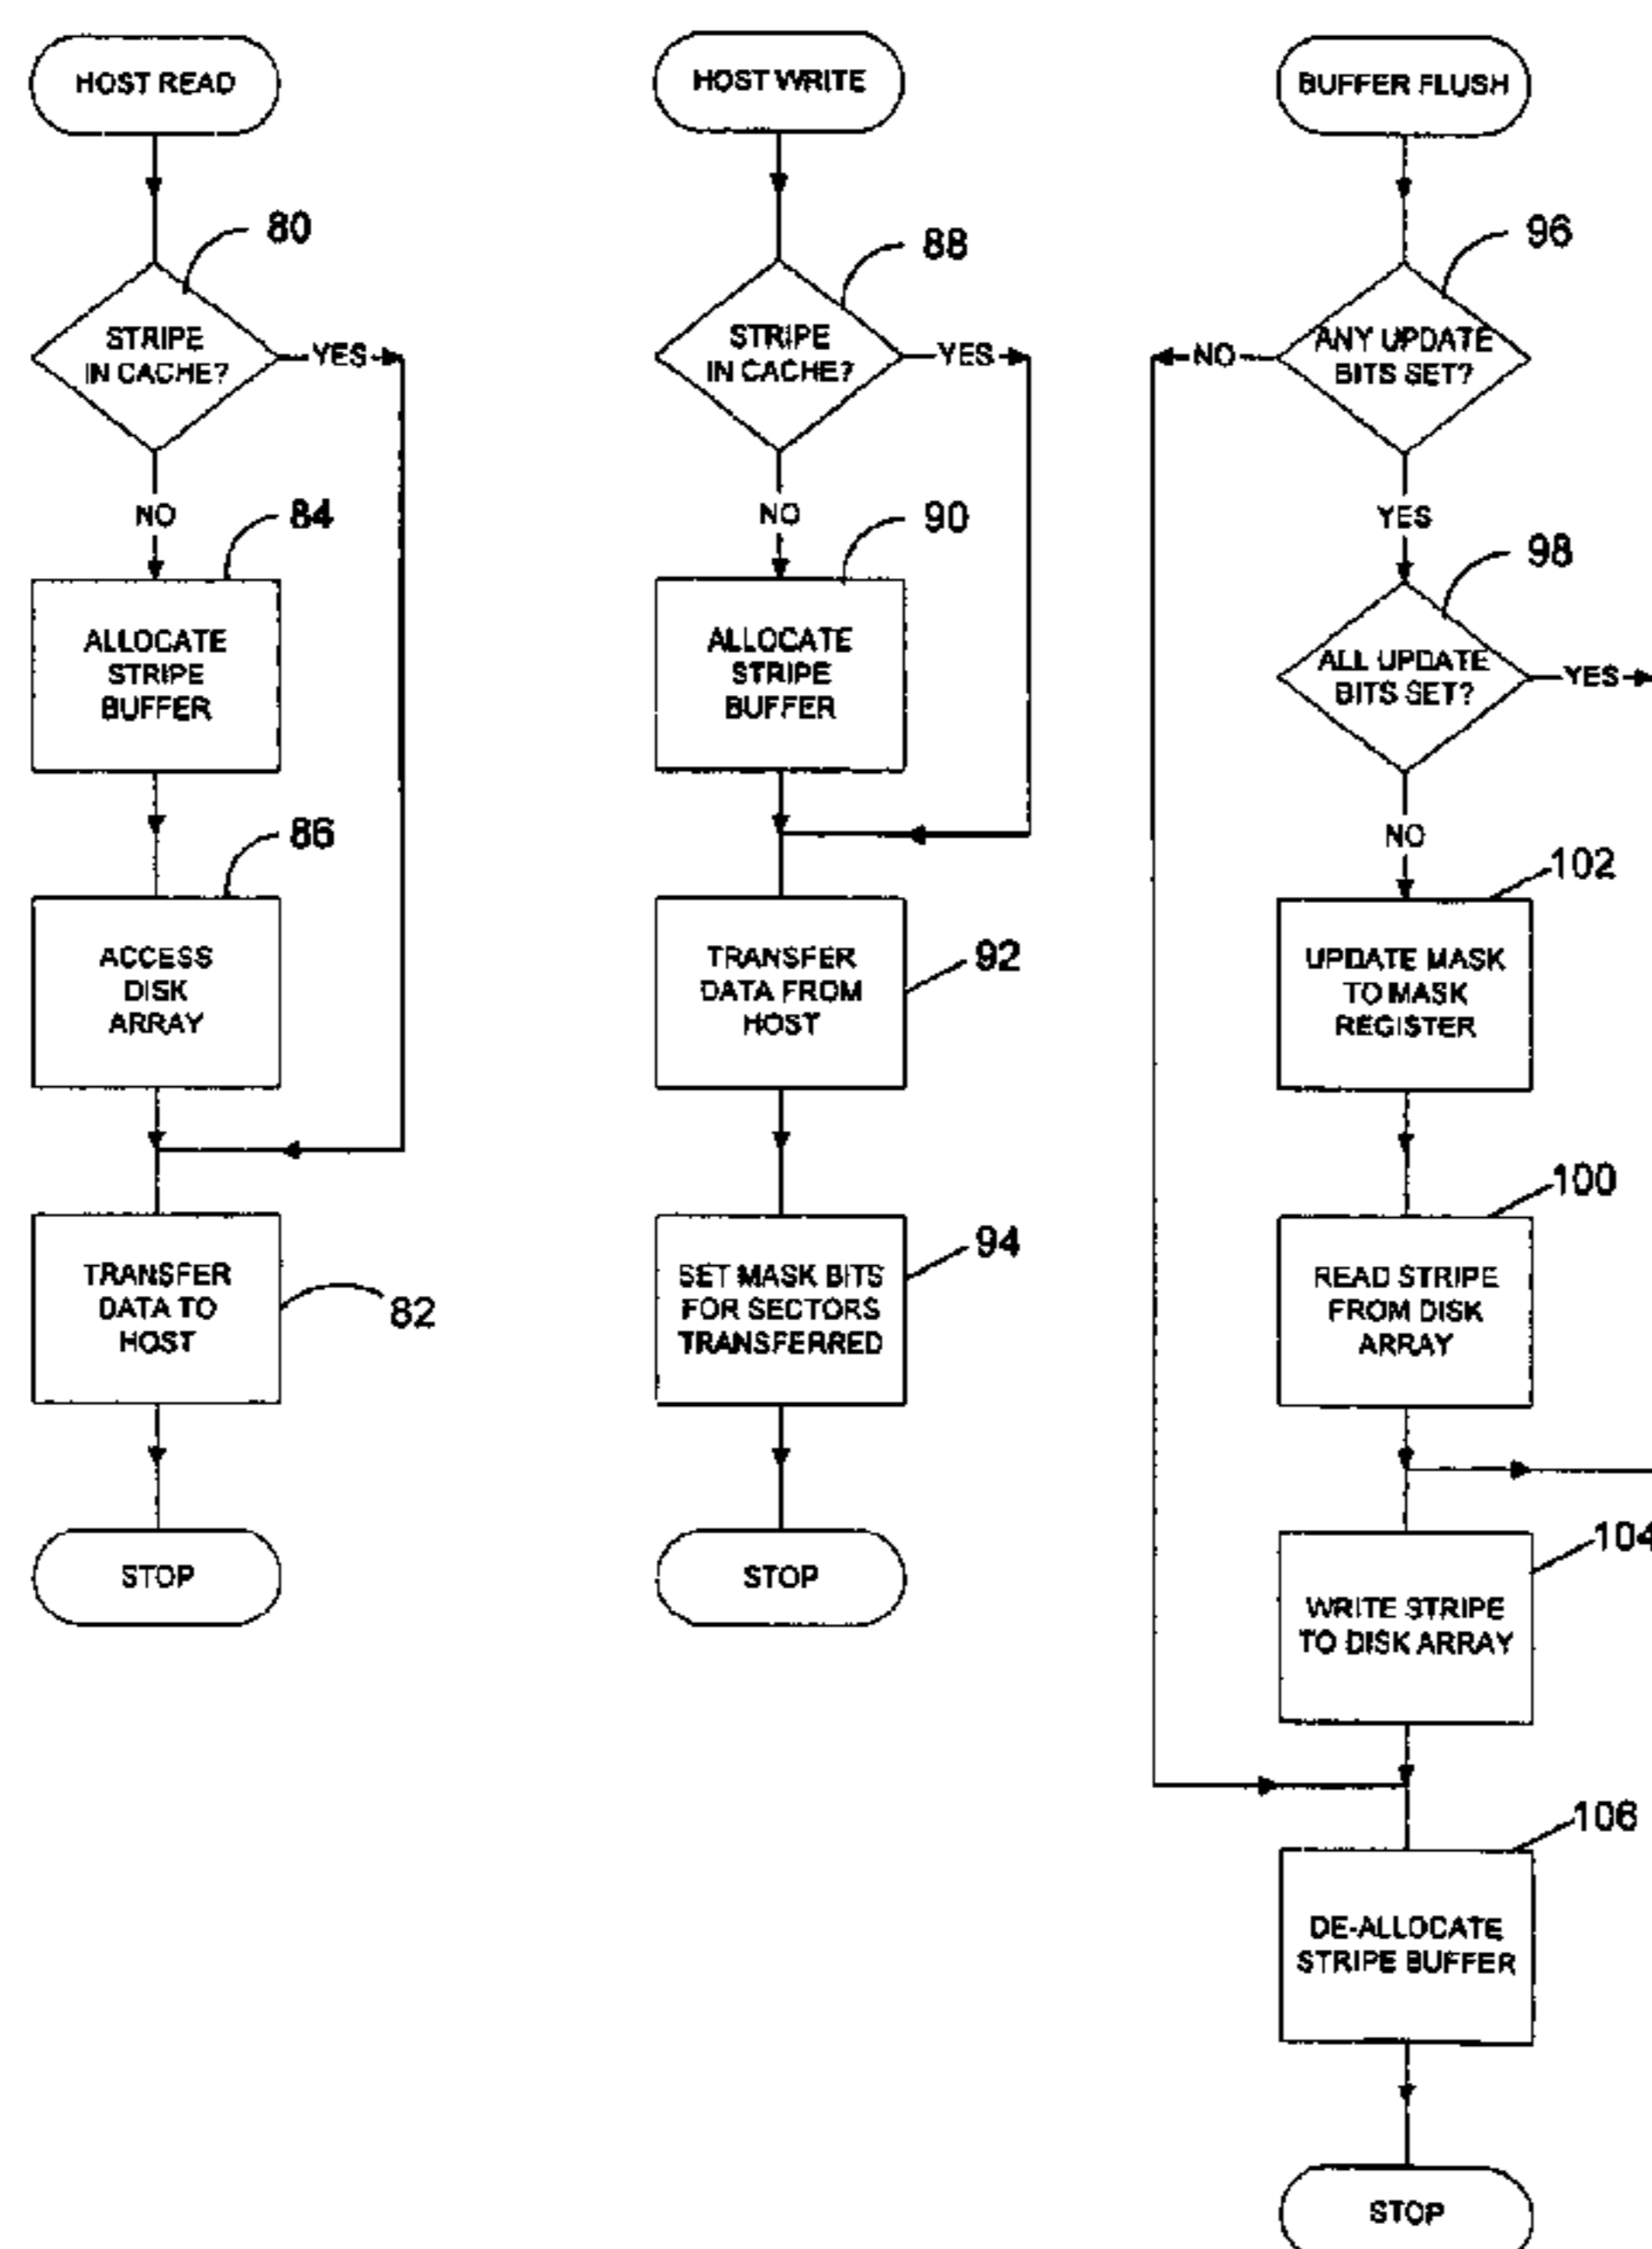 HOST READ
80
STRIPE
IN CACHE?
YES
NO
84
ALLOCATE
STRIPE
BUFFER
86
ACCESS
DISK
ARRAY
TRANSFER
DATA TO
HOST
82
STOP
HOST WRITE
88
STRIPE
IN CACHE?
YES
NO
90
ALLOCATE
STRIPE
BUFFER
TRANSFER
DATA FROM
HOST
92
SET MASK BITS
FOR SECTORS
TRANSFERRED
94
STOP
BUFFER FLUSH
96
ANY UPDATE
BITS SET?
NO
YES
98
ALL UPDATE
BITS SET?
YES
NO
102
UPDATE MASK
TO MASK
REGISTER
100
READ STRIPE
FROM DISK
ARRAY
104
WRITE STRIPE
TO DISK ARRAY
106
DE-ALLOCATE
STRIPE BUFFER
STOP